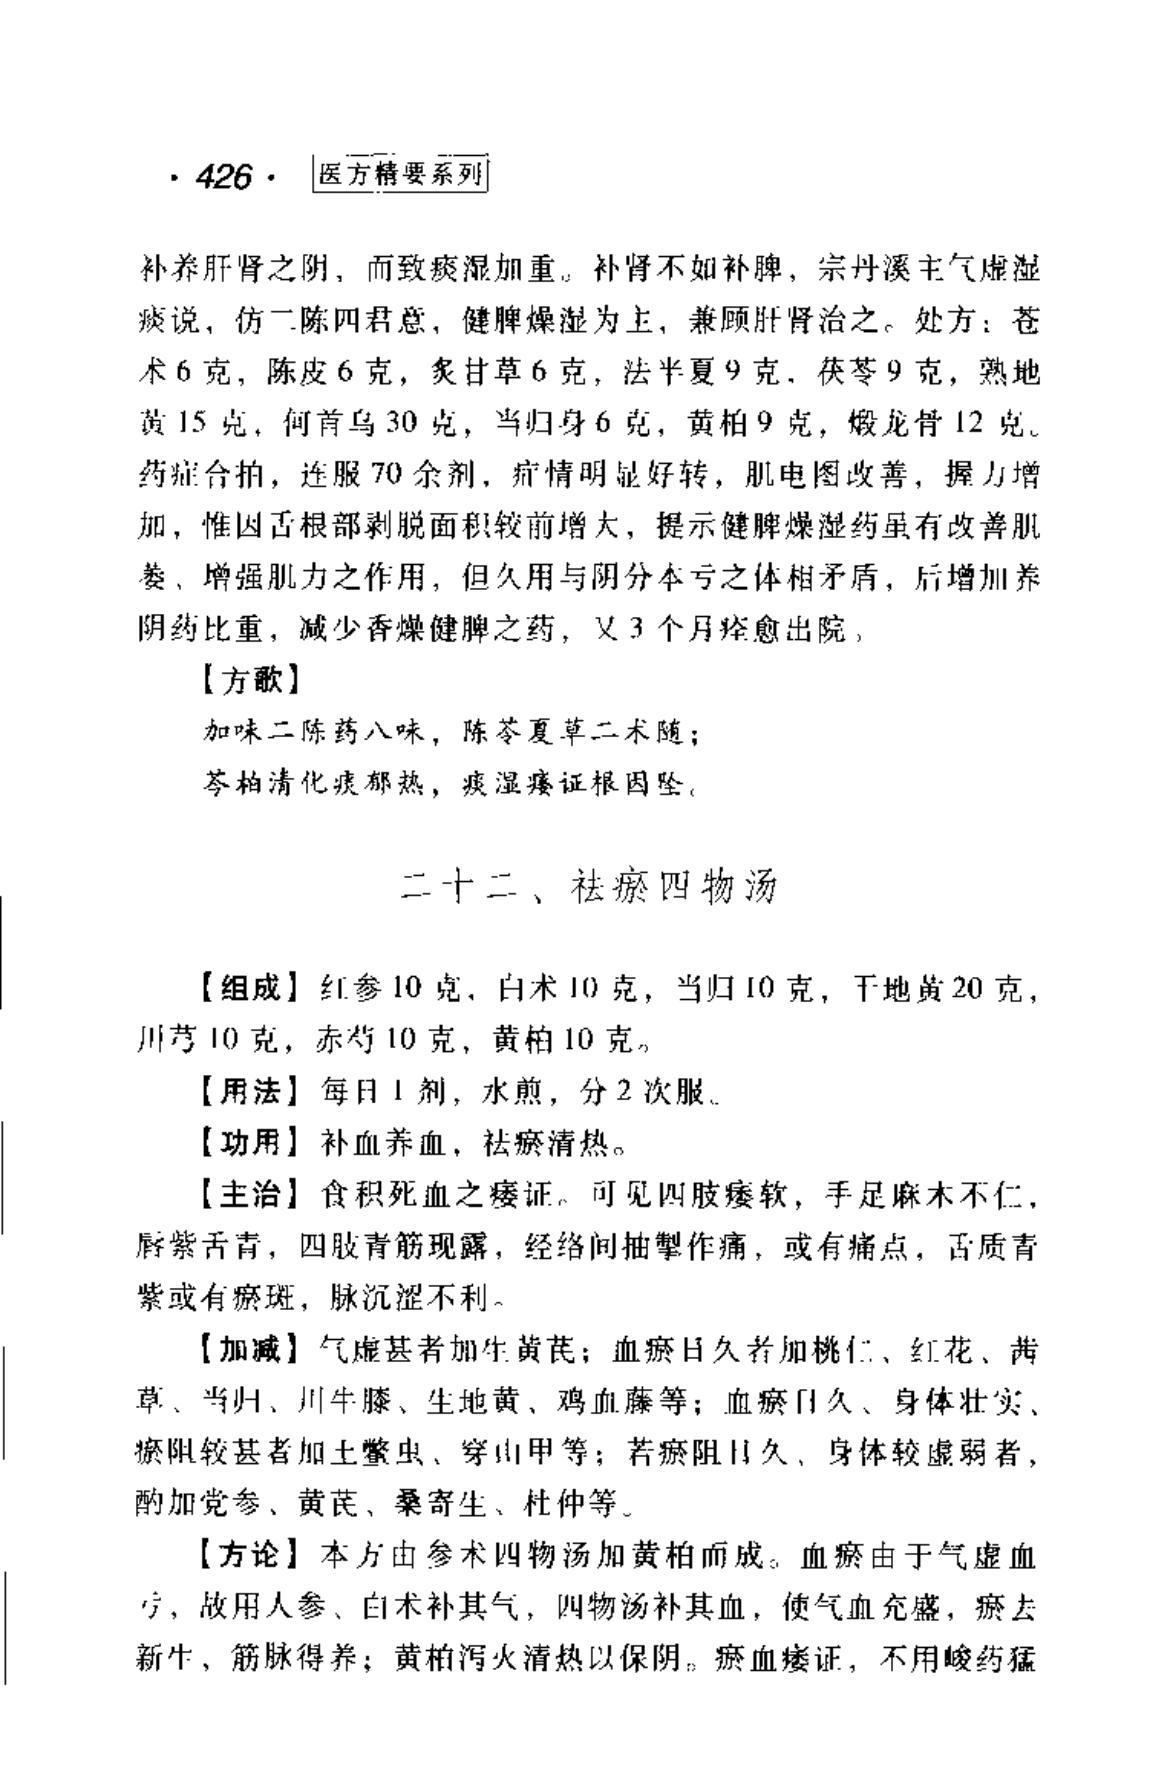 · 426 · 医方精要系列
补养肝肾之阴，而致痰湿加重。补肾不如补脾，宗丹溪主气虚湿
痰说，仿二陈四君意，健脾燥湿为主，兼顾肝肾治之。处方：苍
术 6 克，陈皮 6 克，炙甘草 6 克，法半夏 9 克，茯苓 9 克，熟地
黄 15 克，何首乌 30 克，当归身 6 克，黄柏 9 克，煅龙骨 12 克。
药症合拍，连服 70 余剂，症情明显好转，肌电图改善，握力增
加，惟因舌根部剥脱面积较前增大，提示健脾燥湿药虽有改善肌
萎、增强肌力之作用，但久用与阴分本亏之体相矛盾，后增加养
阴药比重，减少香燥健脾之药，又 3 个月痊愈出院。
【方歌】
加味二陈药八味，陈苓夏草二术随；
芩柏清化痰郁热，痰湿痿证根因坠。
二十二、祛瘀四物汤
【组成】 红参 10 克，白术 10 克，当归 10 克，干地黄 20 克，
川芎 10 克，赤芍 10 克，黄柏 10 克。
【用法】 每日 1 剂，水煎，分 2 次服。
【功用】 补血养血，祛瘀清热。
【主治】 食积死血之痿证。可见四肢痿软，手足麻木不仁，
唇紫舌青，四肢青筋现露，经络间抽掣作痛，或有痛点，舌质青
紫或有瘀斑，脉沉涩不利。
【加减】 气虚甚者加生黄芪；血瘀日久者加桃仁、红花、茜
草、当归、川牛膝、生地黄、鸡血藤等；血瘀日久、身体壮实、
瘀阻较甚者加土鳖虫、穿山甲等；若瘀阻日久、身体较虚弱者，
酌加党参、黄芪、桑寄生、杜仲等。
【方论】 本方由参术四物汤加黄柏而成。血瘀由于气虚血
亏，故用人参、白术补其气，四物汤补其血，使气血充盛，瘀去
新生，筋脉得养；黄柏泻火清热以保阴。瘀血痿证，不用峻药猛